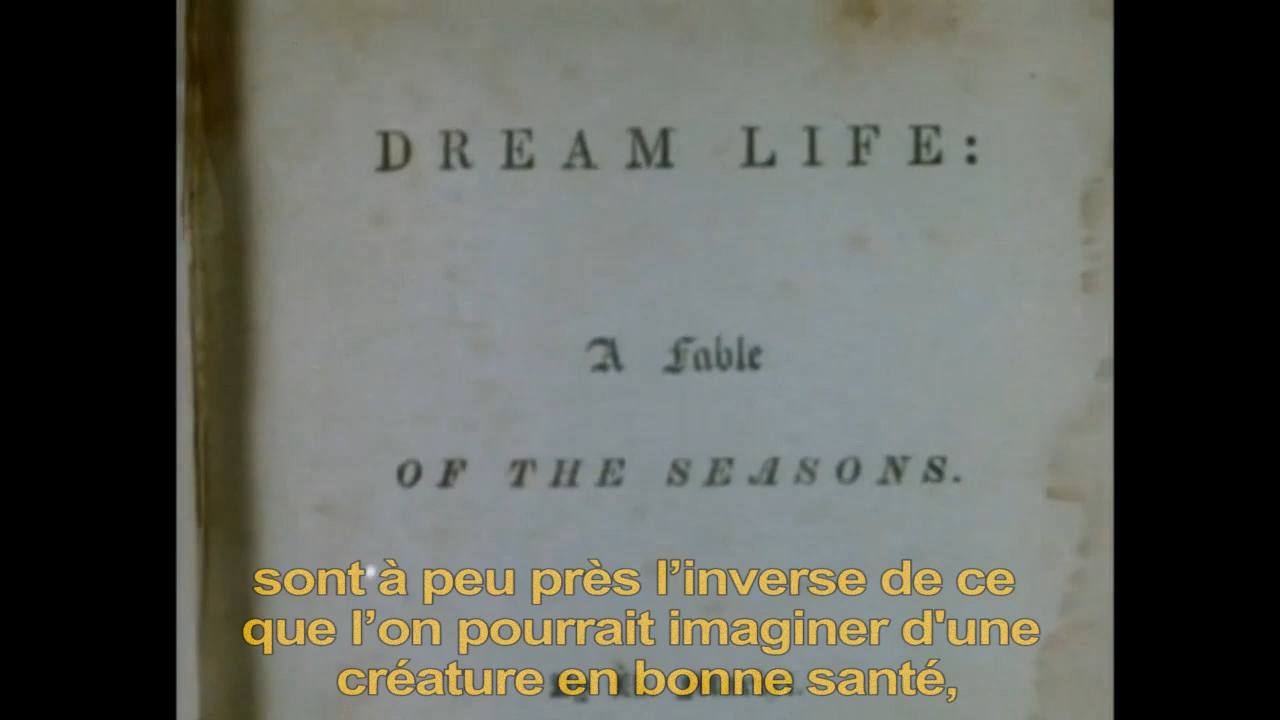 DREAM LIFE:
A Fable
OF THE SEASONS.
sont à peu près l’inverse de ce
que l’on pourrait imaginer d'une
créature en bonne santé,